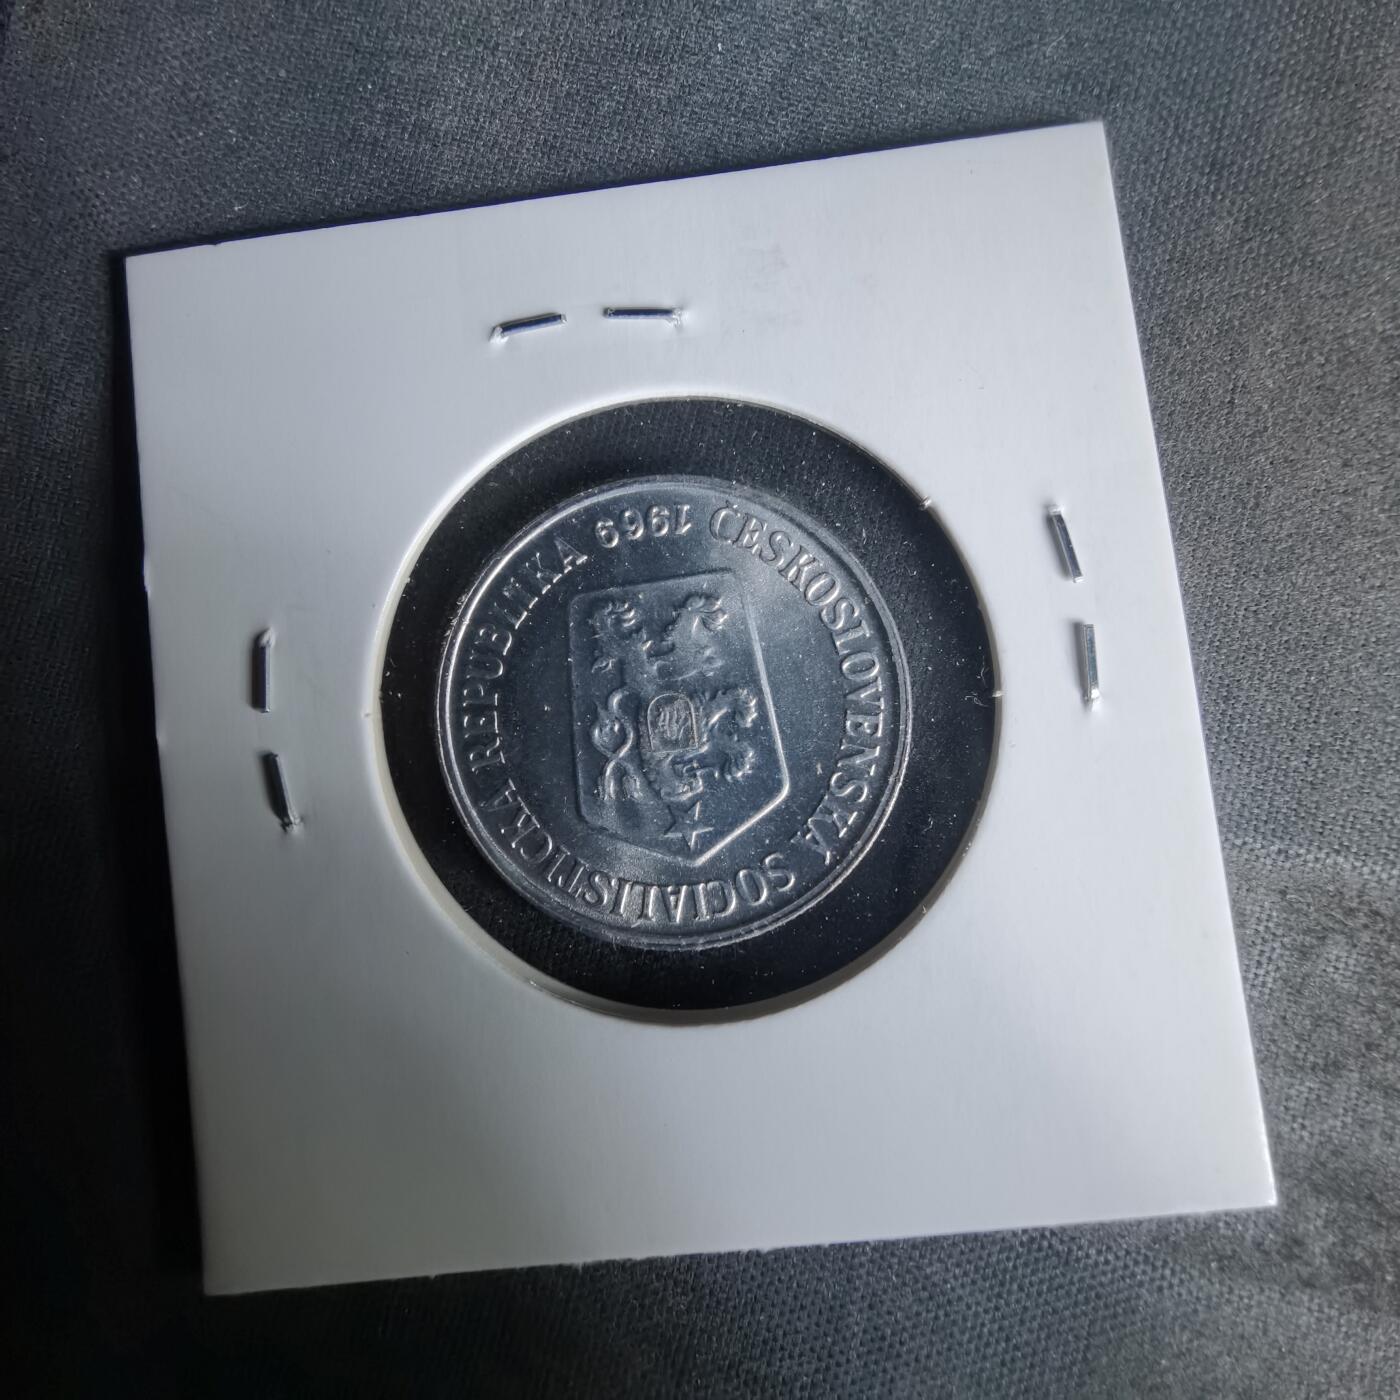 ČESKOSLOVENSKÁ SOCIALISTICKÁ REPUBLIKA
1969